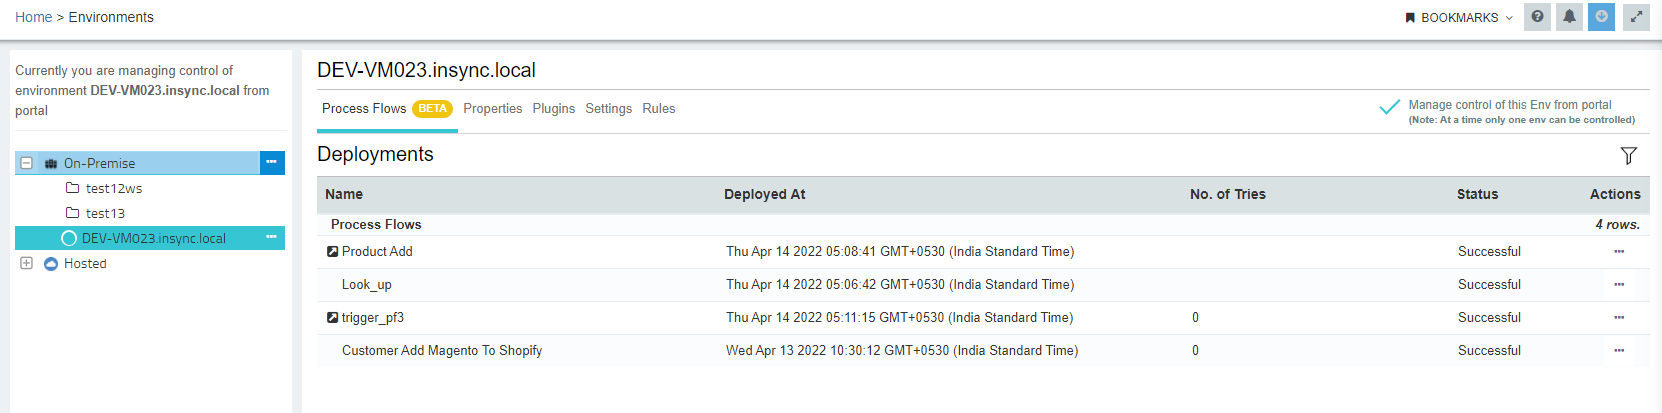 Home > Environments
BOOKMARKS
Currently you are managing control of
environment DEV-VM023.insync.local from
portal
On-Premise
test12ws
test13
DEV-VM023.insync.local
Hosted
DEV-VM023.insync.local
Process Flows BETA Properties Plugins Settings Rules
Manage control of this Env from portal
(Note: At a time only one env can be controlled)
Deployments
Name Deployed At No. of Tries Status Actions
Process Flows 4 rows.
Product Add Thu Apr 14 2022 05:08:41 GMT+0530 (India Standard Time) Successful
Look_up Thu Apr 14 2022 05:06:42 GMT+0530 (India Standard Time) Successful
trigger_pf3 Thu Apr 14 2022 05:11:15 GMT+0530 (India Standard Time) 0 Successful
Customer Add Magento To Shopify Wed Apr 13 2022 10:30:12 GMT+0530 (India Standard Time) 0 Successful